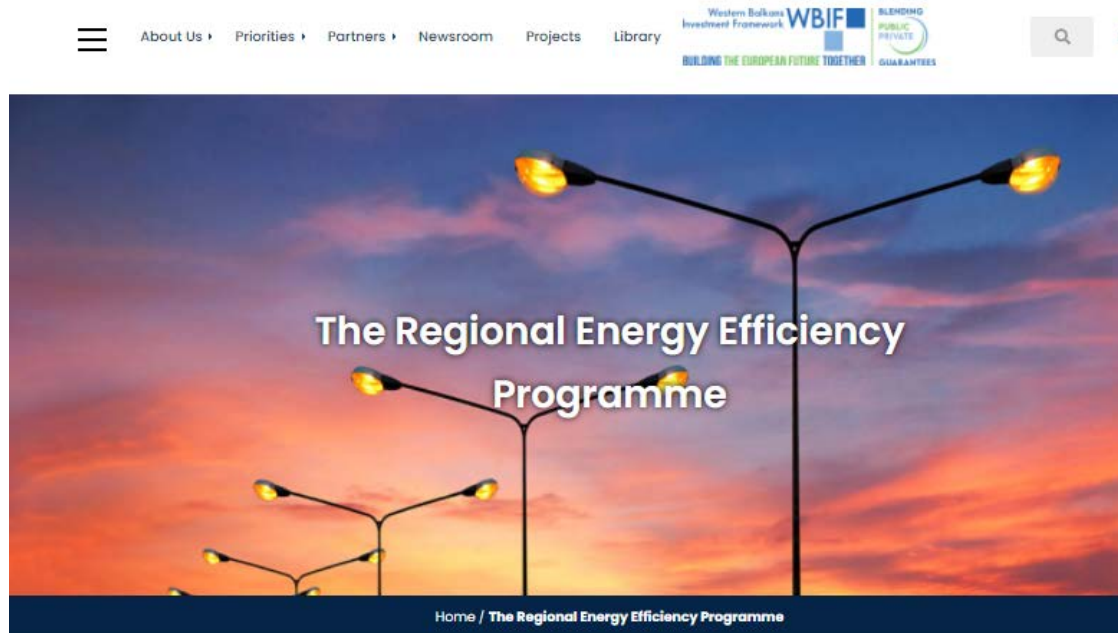 About Us
Priorities
Partners
Newsroom
Projects
Library
Western Balkans
Investment Framework
WBIF
BUILDING THE EUROPEAN FUTURE TOGETHER
BLENDING
PUBLIC
PRIVATE
GUARANTEES
The Regional Energy Efficiency
Programme
Home / The Regional Energy Efficiency Programme